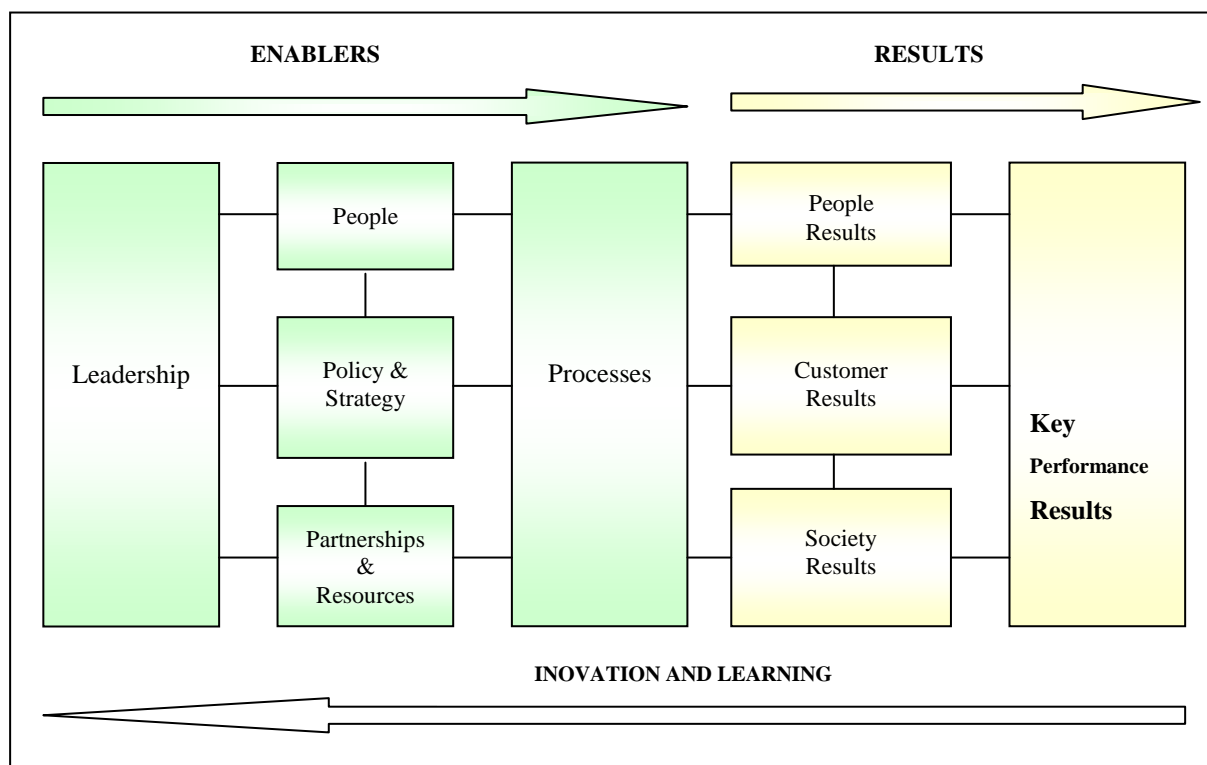 ENABLERS
RESULTS
Leadership
People
Policy &
Strategy
Partnerships
&
Resources
Processes
People
Results
Customer
Results
Society
Results
Key
Performance
Results
INOVATION AND LEARNING